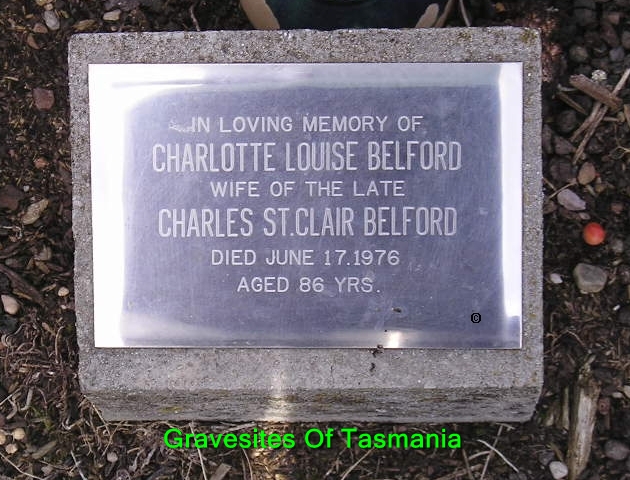 IN LOVING MEMORY OF
CHARLOTTE LOUISE BELFORD
WIFE OF THE LATE
CHARLES ST.CLAIR BELFORD
DIED JUNE 17.1976
AGED 86 YRS.
©
Gravesites Of Tasmania